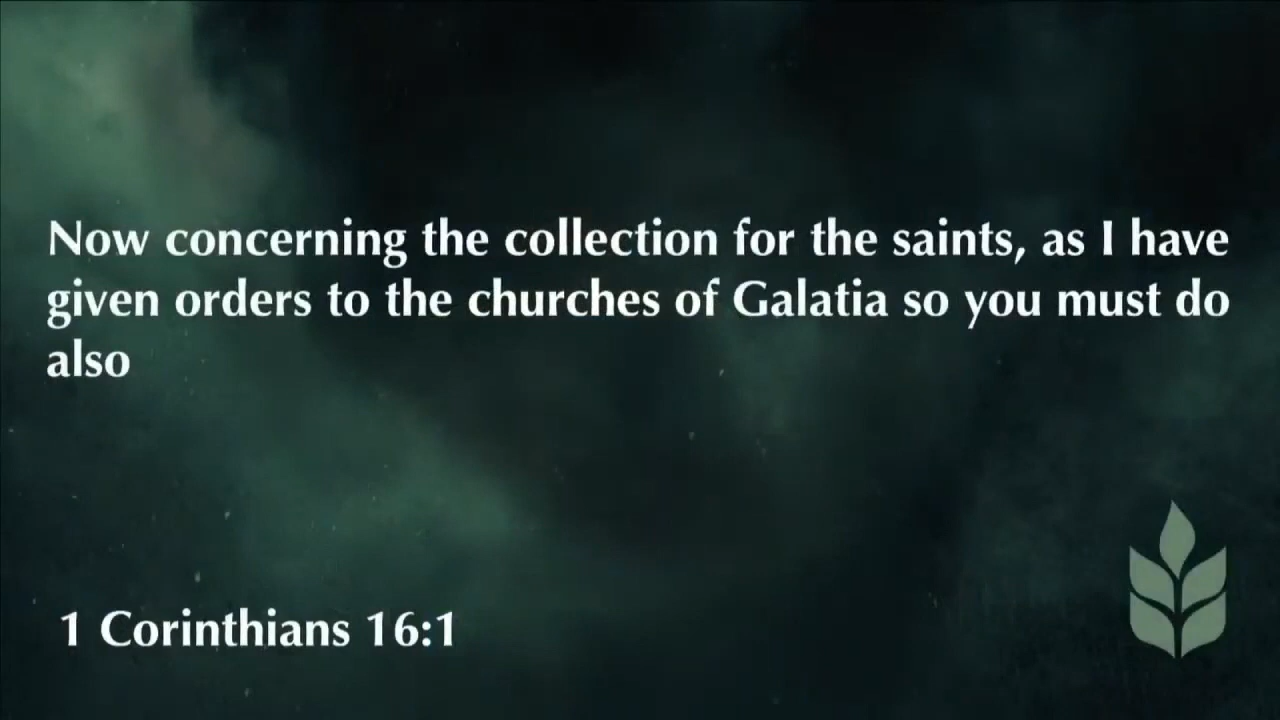 Now concerning the collection for the saints, as I have
given orders to the churches of Galatia so you must do
also
1 Corinthians 16:1